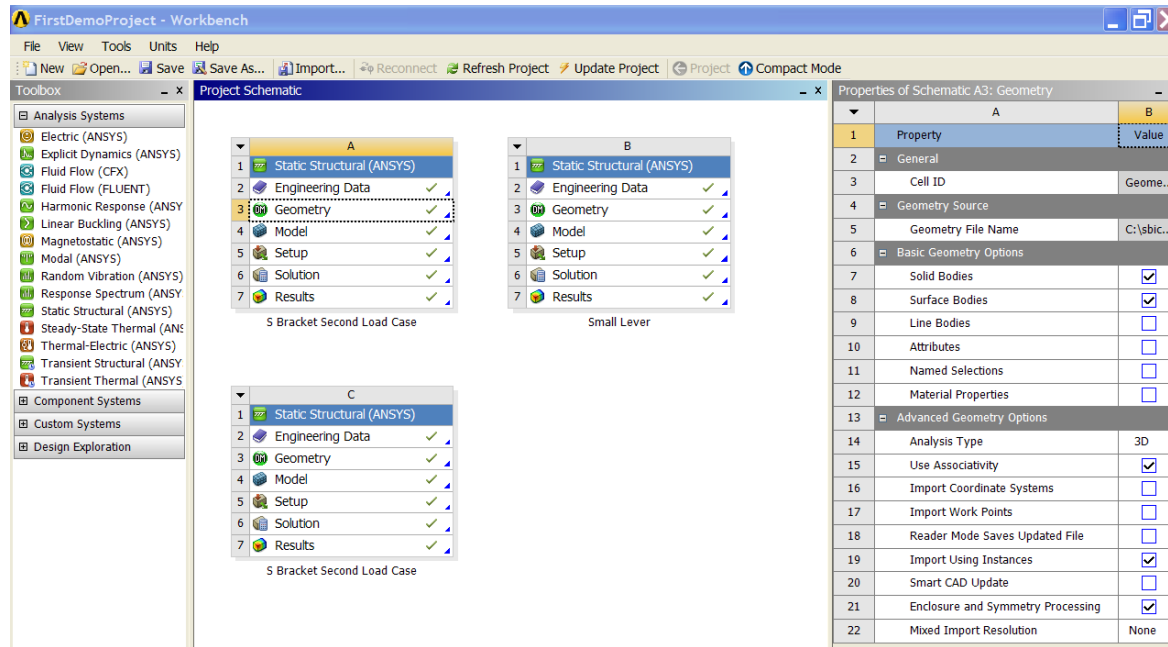 FirstDemoProject - Workbench
File View Tools Units Help
New Open... Save Save As... Import... Reconnect Refresh Project Update Project Project Compact Mode
Toolbox
Analysis Systems
Electric (ANSYS)
Explicit Dynamics (ANSYS)
Fluid Flow (CFX)
Fluid Flow (FLUENT)
Harmonic Response (ANSY
Linear Buckling (ANSYS)
Magnetostatic (ANSYS)
Modal (ANSYS)
Random Vibration (ANSYS)
Response Spectrum (ANSY
Static Structural (ANSYS)
Steady-State Thermal (ANS
Thermal-Electric (ANSYS)
Transient Structural (ANSY
Transient Thermal (ANSYS
Component Systems
Custom Systems
Design Exploration
Project Schematic
A
1 Static Structural (ANSYS)
2 Engineering Data
3 Geometry
4 Model
5 Setup
6 Solution
7 Results
S Bracket Second Load Case
B
1 Static Structural (ANSYS)
2 Engineering Data
3 Geometry
4 Model
5 Setup
6 Solution
7 Results
Small Lever
C
1 Static Structural (ANSYS)
2 Engineering Data
3 Geometry
4 Model
5 Setup
6 Solution
7 Results
S Bracket Second Load Case
Properties of Schematic A3: Geometry
A B
1 Property Value
2 General
3 Cell ID Geome...
4 Geometry Source
5 Geometry File Name C:\sbic...
6 Basic Geometry Options
7 Solid Bodies
8 Surface Bodies
9 Line Bodies
10 Attributes
11 Named Selections
12 Material Properties
13 Advanced Geometry Options
14 Analysis Type 3D
15 Use Associativity
16 Import Coordinate Systems
17 Import Work Points
18 Reader Mode Saves Updated File
19 Import Using Instances
20 Smart CAD Update
21 Enclosure and Symmetry Processing
22 Mixed Import Resolution None